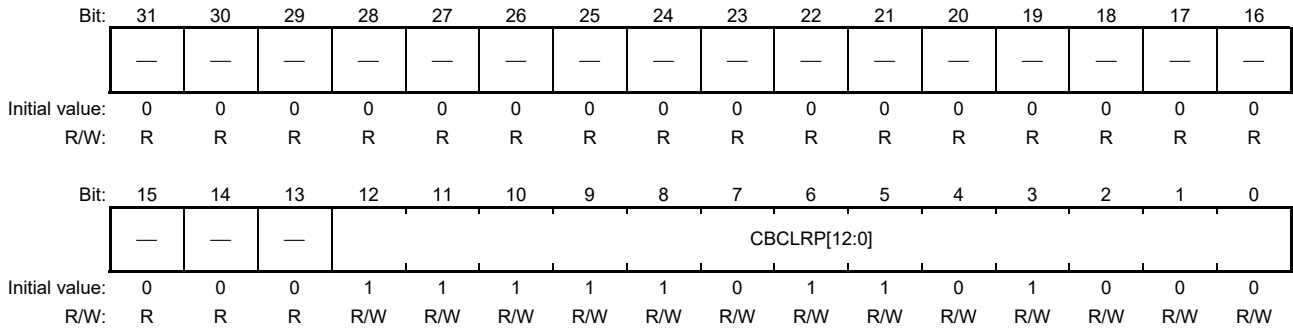 Bit: 31 30 29 28 27 26 25 24 23 22 21 20 19 18 17 16
— — — — — — — — — — — — — — — —
Initial value: 0 0 0 0 0 0 0 0 0 0 0 0 0 0 0 0
R/W: R R R R R R R R R R R R R R R R
Bit: 15 14 13 12 11 10 9 8 7 6 5 4 3 2 1 0
— — — CBCLRP[12:0]
Initial value: 0 0 0 1 1 1 1 1 0 1 1 0 1 0 0 0
R/W: R R R R/W R/W R/W R/W R/W R/W R/W R/W R/W R/W R/W R/W R/W